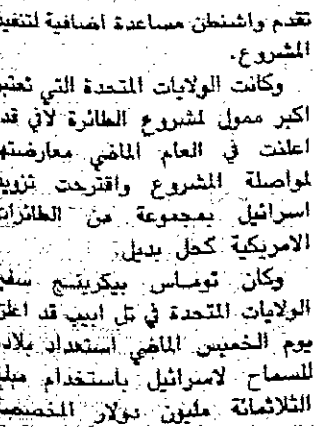 تقدم واشنطن مساعدة اضافية لتنفيذ
المشروع.
وكانت الولايات المتحدة التي تعتبر
اكبر ممول لمشروع الطائرة لافي قد
اعلنت في العام الماضي معارضتها
لمواصلة المشروع واقترحت تزويد
اسرائيل بمجموعة من الطائرات
الامريكية كحل بديل.
وكان توماس بيكرينتج سفير
الولايات المتحدة في تل ابيب قد اعلن
يوم الخميس الماضي استعداد بلاده
للسماح لاسرائيل باستخدام مبلغ
الثلاثمائة مليون دولار المخصصة